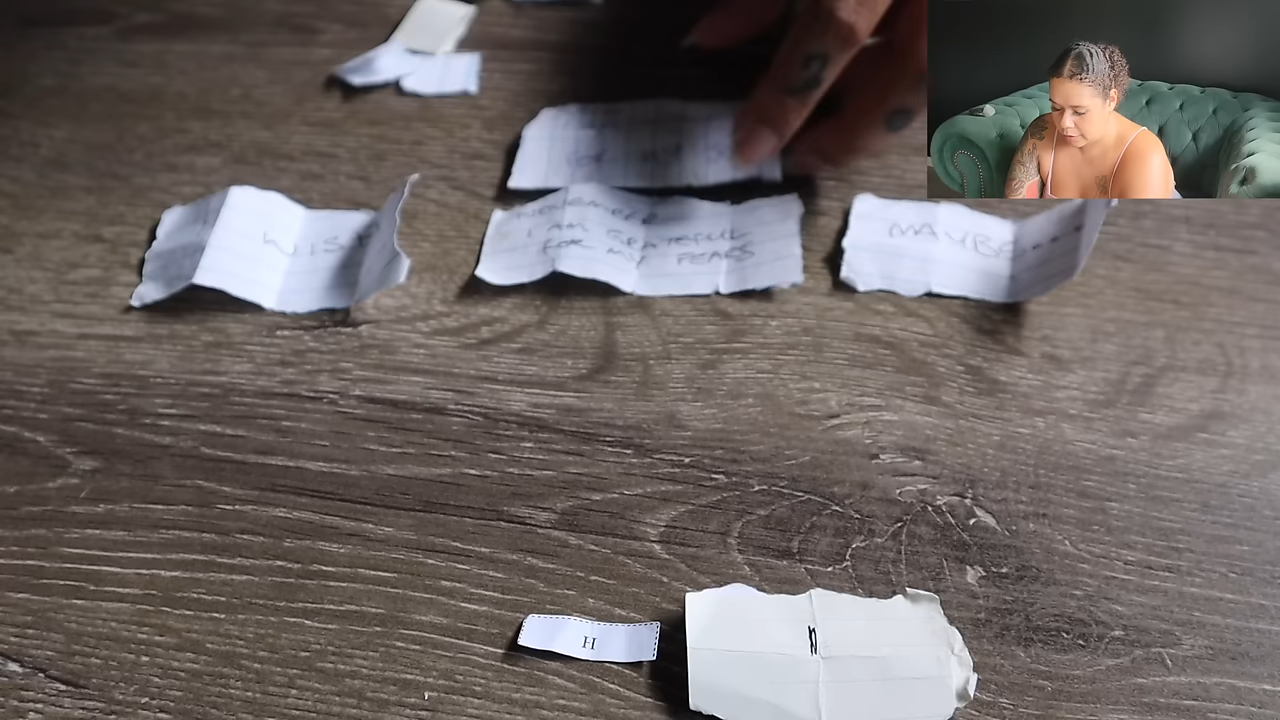 WISH
REMEMBER
I AM GRATEFUL
FOR MY FEARS
MAYBE
H
n